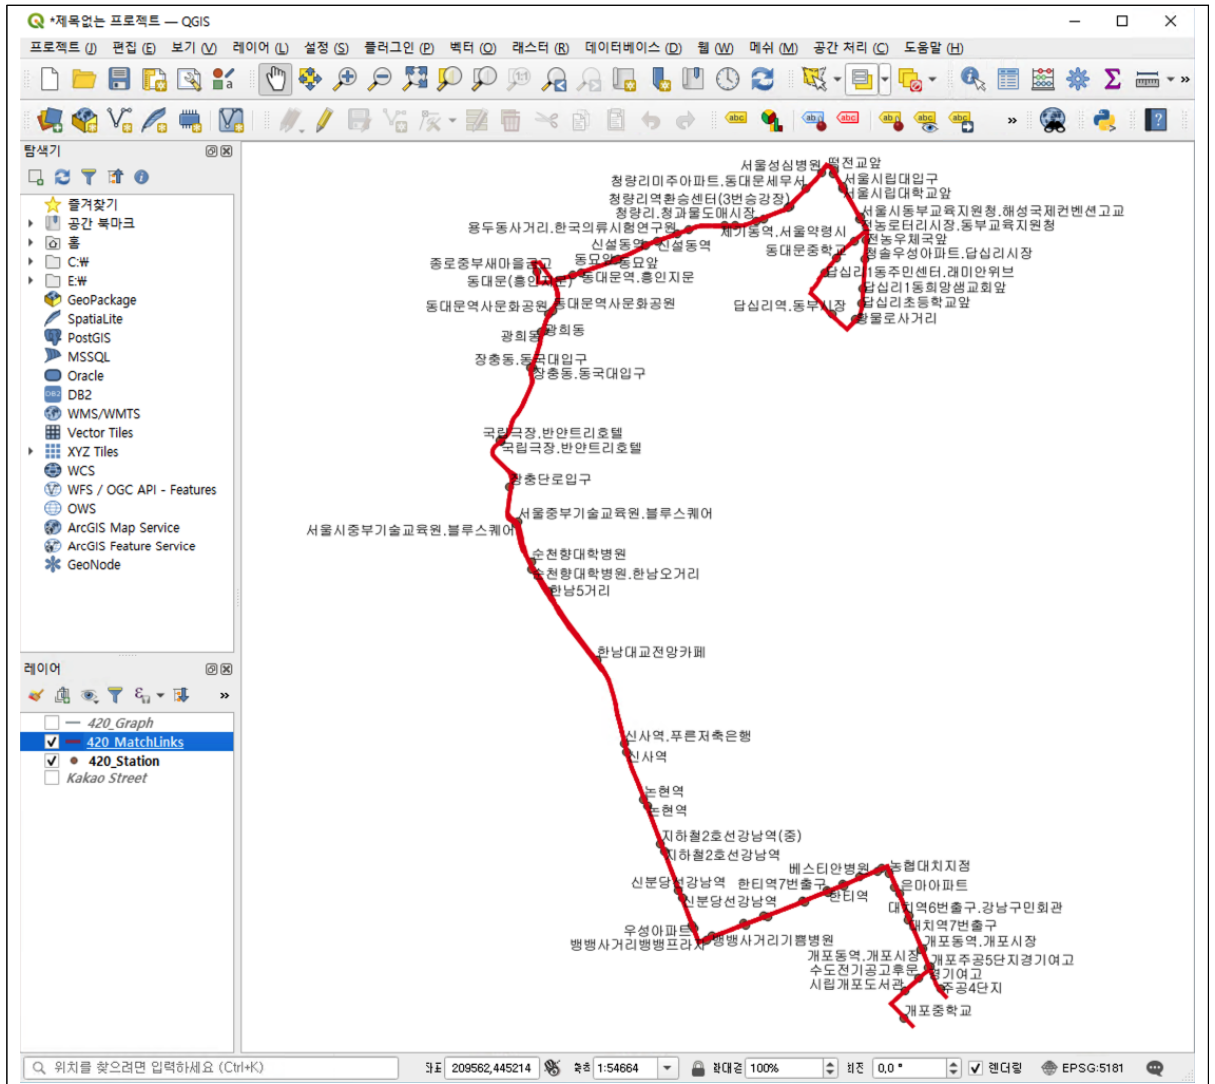 *제목없는 프로젝트 — QGIS
프로젝트 (J) 편집 (E) 보기 (V) 레이어 (L) 설정 (S) 플러그인 (P) 벡터 (O) 래스터 (R) 데이터베이스 (D) 웹 (W) 메쉬 (M) 공간 처리 (C) 도움말 (H)
탐색기
즐겨찾기
공간 북마크
홈
C:₩
E:₩
GeoPackage
SpatiaLite
PostGIS
MSSQL
Oracle
DB2
WMS/WMTS
Vector Tiles
XYZ Tiles
WCS
WFS / OGC API - Features
OWS
ArcGIS Map Service
ArcGIS Feature Service
GeoNode
레이어
420_Graph
420_MatchLinks
420_Station
Kakao Street
서울성심병원 떡전교앞
청량리미주아파트.동대문세무서 서울시립대입구
서울시립대학교앞
청량리역환승센터(3번승강장)
청량리.청과물도매시장 서울시동부교육지원청.해성국제컨벤션고교
용두동사거리.한국의류시험연구원 제기동역.서울약령시 전농로터리시장.동부교육지원청
신설동역 신설동역 동대문중학교 전농우체국앞
청솔우성아파트.답십리시장
종로중부새마을금고 동묘앞 동묘앞 답십리1동주민센터.래미안위브
동대문(흥인지문) 동대문역.흥인지문 답십리1동희망샘교회앞
동대문역사문화공원 동대문역사문화공원 답십리역.동부시장 답십리초등학교앞
황물로사거리
광희동 광희동
장충동.동국대입구
장충동.동국대입구
국립극장.반얀트리호텔
국립극장.반얀트리호텔
장충단로입구
서울중부기술교육원.블루스퀘어
서울시중부기술교육원.블루스퀘어
순천향대학병원
순천향대학병원.한남오거리
한남5거리
한남대교전망카페
신사역.푸른저축은행
신사역
논현역
논현역
지하철2호선강남역(중)
지하철2호선강남역
베스티안병원 농협대치지점
신분당선강남역 한티역7번출구 은마아파트
신분당선강남역 한티역
대치역6번출구.강남구민회관
대치역7번출구
우성아파트
뱅뱅사거리뱅뱅프라자 뱅뱅사거리기쁨병원 개포동역.개포시장
개포동역.개포시장 개포주공5단지경기여고
수도전기공고후문 경기여고
시립개포도서관 주공4단지
개포중학교
위치를 찾으려면 입력하세요 (Ctrl+K) 좌표 209562,445214 축척 1:54664 확대경 100% 회전 0,0 ° 렌더링 EPSG:5181